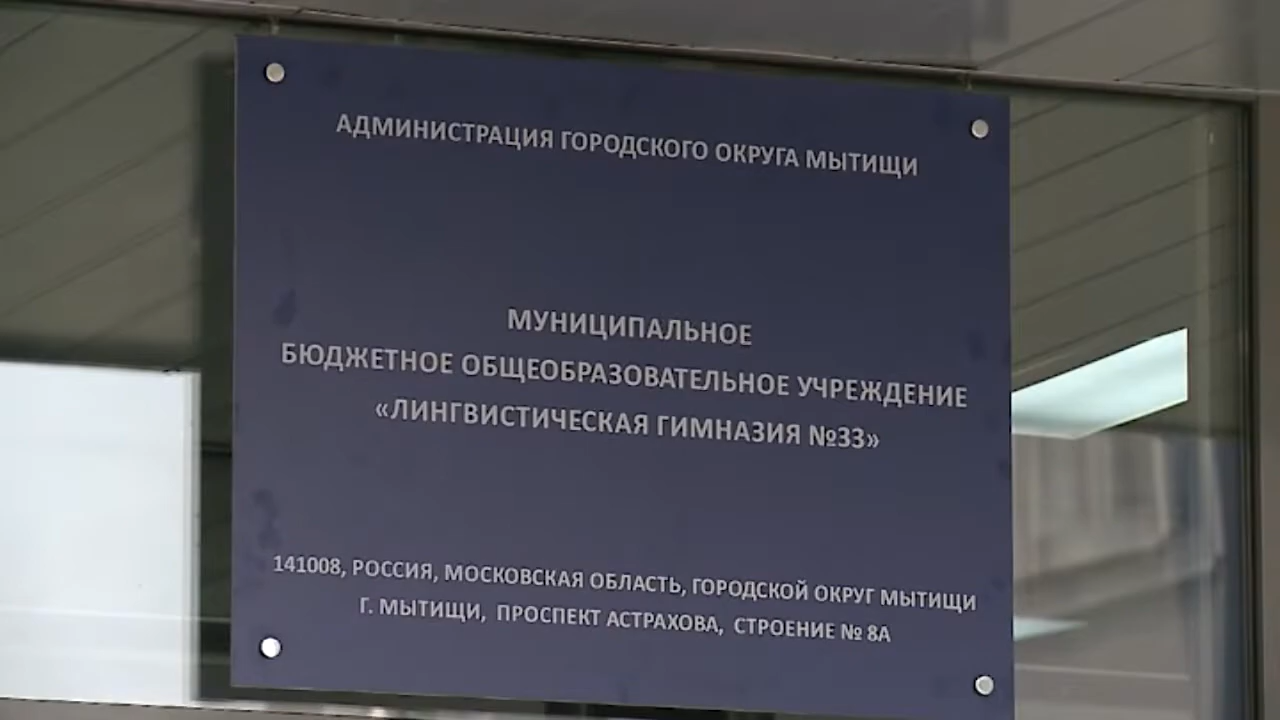 АДМИНИСТРАЦИЯ ГОРОДСКОГО ОКРУГА МЫТИЩИ
МУНИЦИПАЛЬНОЕ
БЮДЖЕТНОЕ ОБЩЕОБРАЗОВАТЕЛЬНОЕ УЧРЕЖДЕНИЕ
«ЛИНГВИСТИЧЕСКАЯ ГИМНАЗИЯ №33»
141008, РОССИЯ, МОСКОВСКАЯ ОБЛАСТЬ, ГОРОДСКОЙ ОКРУГ МЫТИЩИ
Г. МЫТИЩИ, ПРОСПЕКТ АСТРАХОВА, СТРОЕНИЕ № 8А